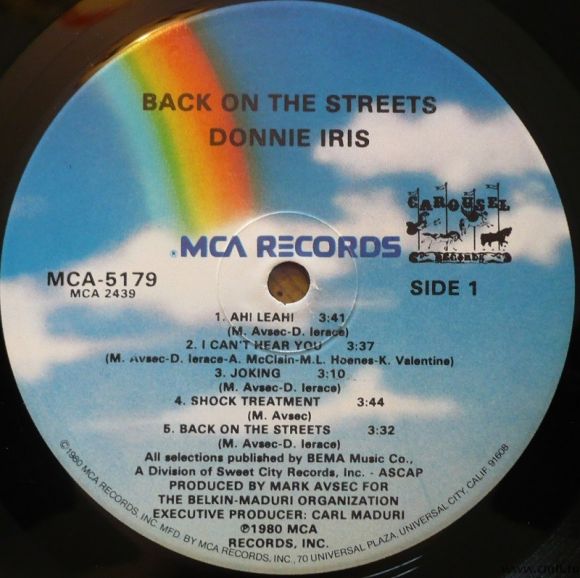 BACK ON THE STREETS
DONNIE IRIS
CAROUSEL
RECORDS
MCA RECORDS
MCA-5179
MCA 2439
SIDE 1
1. AH! LEAH! 3:41
(M. Avsec-D. Ierace)
2. I CAN'T HEAR YOU 3:37
(M. Avsec-D. Ierace-A. McClain-M.L. Hoenes-K. Valentine)
3. JOKING 3:10
(M. Avsec-D. Ierace)
4. SHOCK TREATMENT 3:44
(M. Avsec)
5. BACK ON THE STREETS 3:32
(M. Avsec-D. Ierace)
All selections published by BEMA Music Co.,
A Division of Sweet City Records, Inc. - ASCAP
PRODUCED BY MARK AVSEC FOR
THE BELKIN-MADURI ORGANIZATION
EXECUTIVE PRODUCER: CARL MADURI
℗1980 MCA
RECORDS, INC.
©1980 MCA RECORDS, INC. MFD. BY MCA RECORDS, INC., 70 UNIVERSAL PLAZA, UNIVERSAL CITY, CALIF. 91608